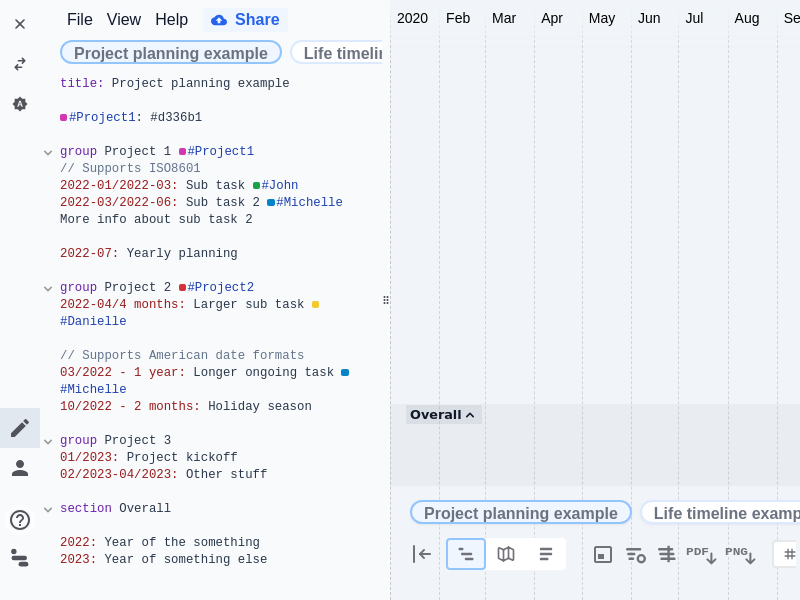 File View Help Share
Project planning example Life timelin
title: Project planning example
#Project1: #d336b1
group Project 1 #Project1
// Supports ISO8601
2022-01/2022-03: Sub task #John
2022-03/2022-06: Sub task 2 #Michelle
More info about sub task 2
2022-07: Yearly planning
group Project 2 #Project2
2022-04/4 months: Larger sub task
#Danielle
// Supports American date formats
03/2022 - 1 year: Longer ongoing task
#Michelle
10/2022 - 2 months: Holiday season
group Project 3
01/2023: Project kickoff
02/2023-04/2023: Other stuff
section Overall
2022: Year of the something
2023: Year of something else
2020 Feb Mar Apr May Jun Jul Aug Se
Overall
Project planning example Life timeline examp
PDF PNG